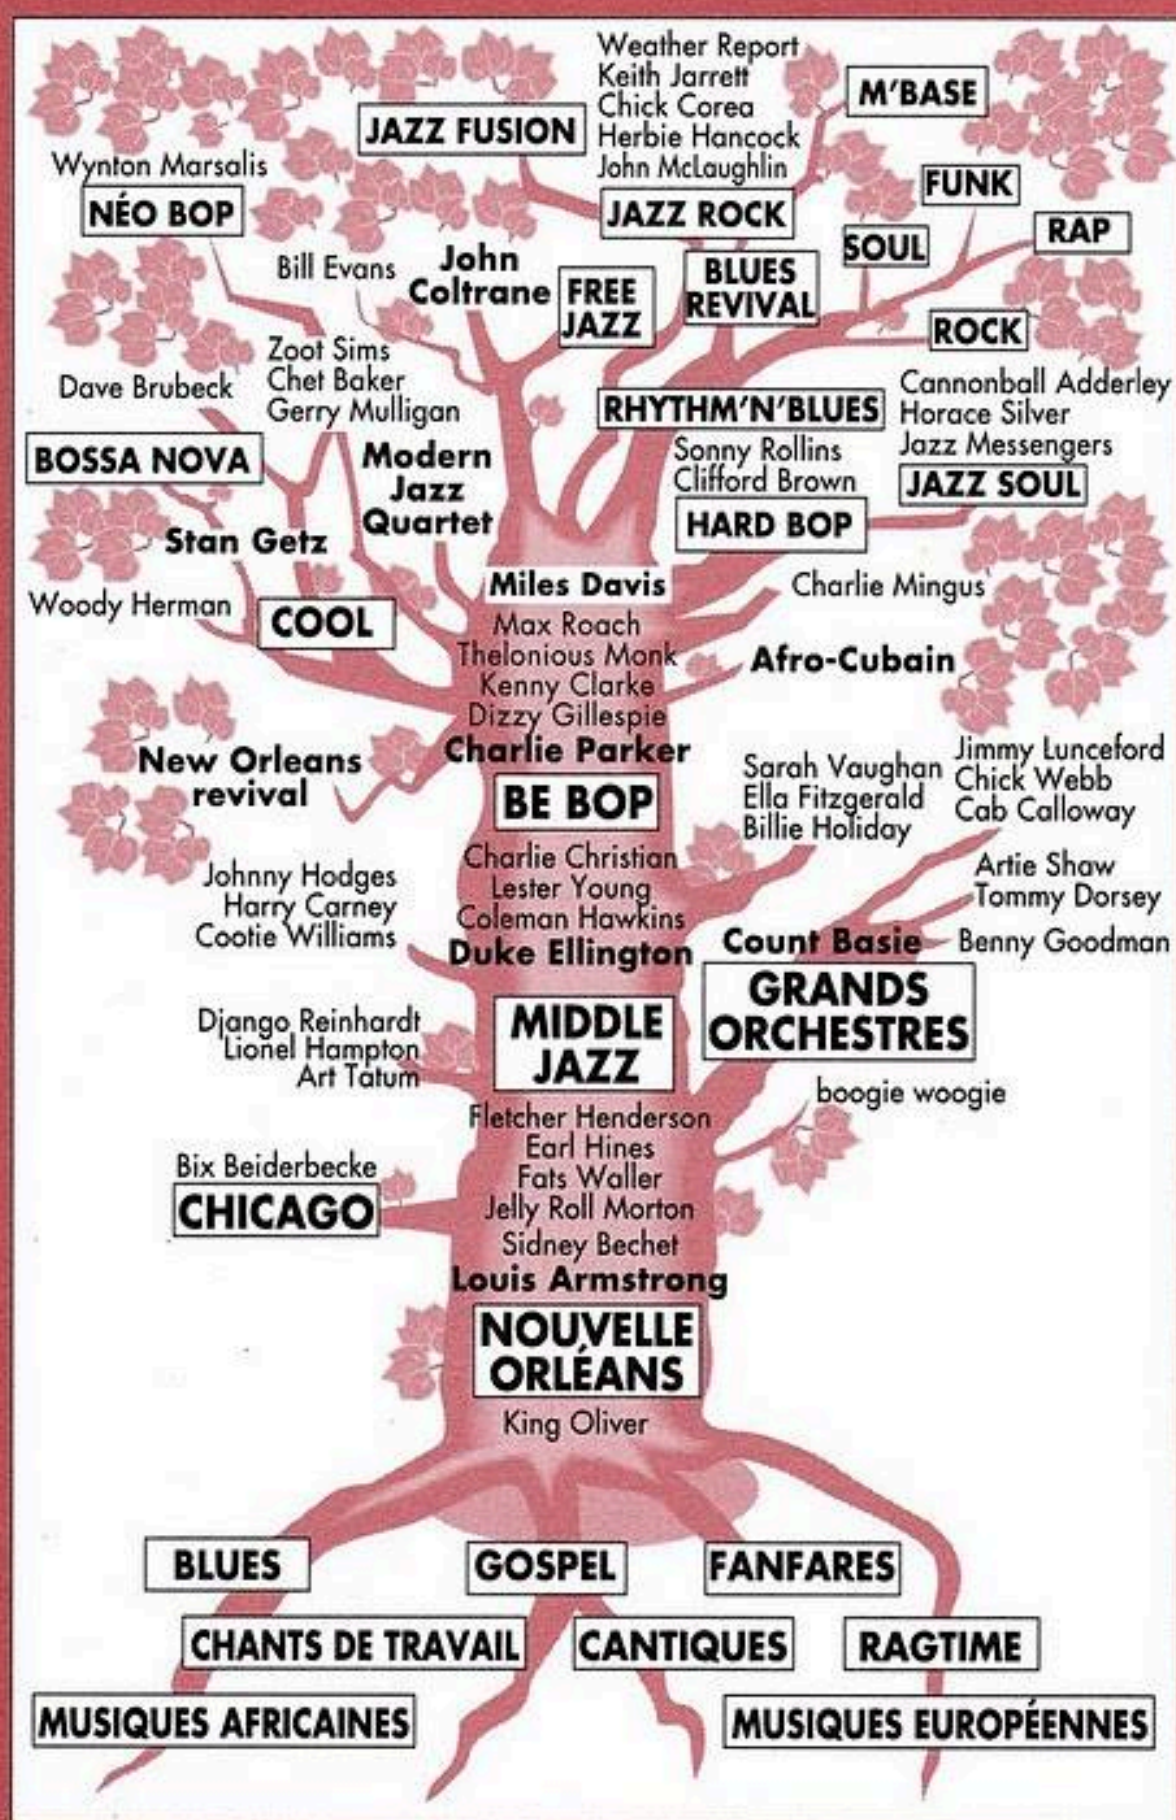 Weather Report
Keith Jarrett
Chick Corea
Herbie Hancock
John McLaughlin
M'BASE
JAZZ FUSION
Wynton Marsalis
NÉO BOP
JAZZ ROCK
FUNK
SOUL
RAP
Bill Evans
John
Coltrane
FREE
JAZZ
BLUES
REVIVAL
ROCK
Zoot Sims
Chet Baker
Gerry Mulligan
Dave Brubeck
BOSSA NOVA
RHYTHM'N'BLUES
Cannonball Adderley
Horace Silver
Jazz Messengers
JAZZ SOUL
Sonny Rollins
Clifford Brown
HARD BOP
Modern
Jazz
Quartet
Stan Getz
Woody Herman
COOL
Miles Davis
Max Roach
Thelonious Monk
Kenny Clarke
Dizzy Gillespie
Charlie Parker
BE BOP
Charlie Mingus
Afro-Cubain
New Orleans
revival
Sarah Vaughan
Ella Fitzgerald
Billie Holiday
Jimmy Lunceford
Chick Webb
Cab Calloway
Artie Shaw
Tommy Dorsey
Benny Goodman
Charlie Christian
Lester Young
Coleman Hawkins
Duke Ellington
Johnny Hodges
Harry Carney
Cootie Williams
Count Basie
GRANDS
ORCHESTRES
MIDDLE
JAZZ
Django Reinhardt
Lionel Hampton
Art Tatum
boogie woogie
Fletcher Henderson
Earl Hines
Fats Waller
Jelly Roll Morton
Sidney Bechet
Louis Armstrong
Bix Beiderbecke
CHICAGO
NOUVELLE
ORLÉANS
King Oliver
BLUES
GOSPEL
FANFARES
CHANTS DE TRAVAIL
CANTIQUES
RAGTIME
MUSIQUES AFRICAINES
MUSIQUES EUROPÉENNES